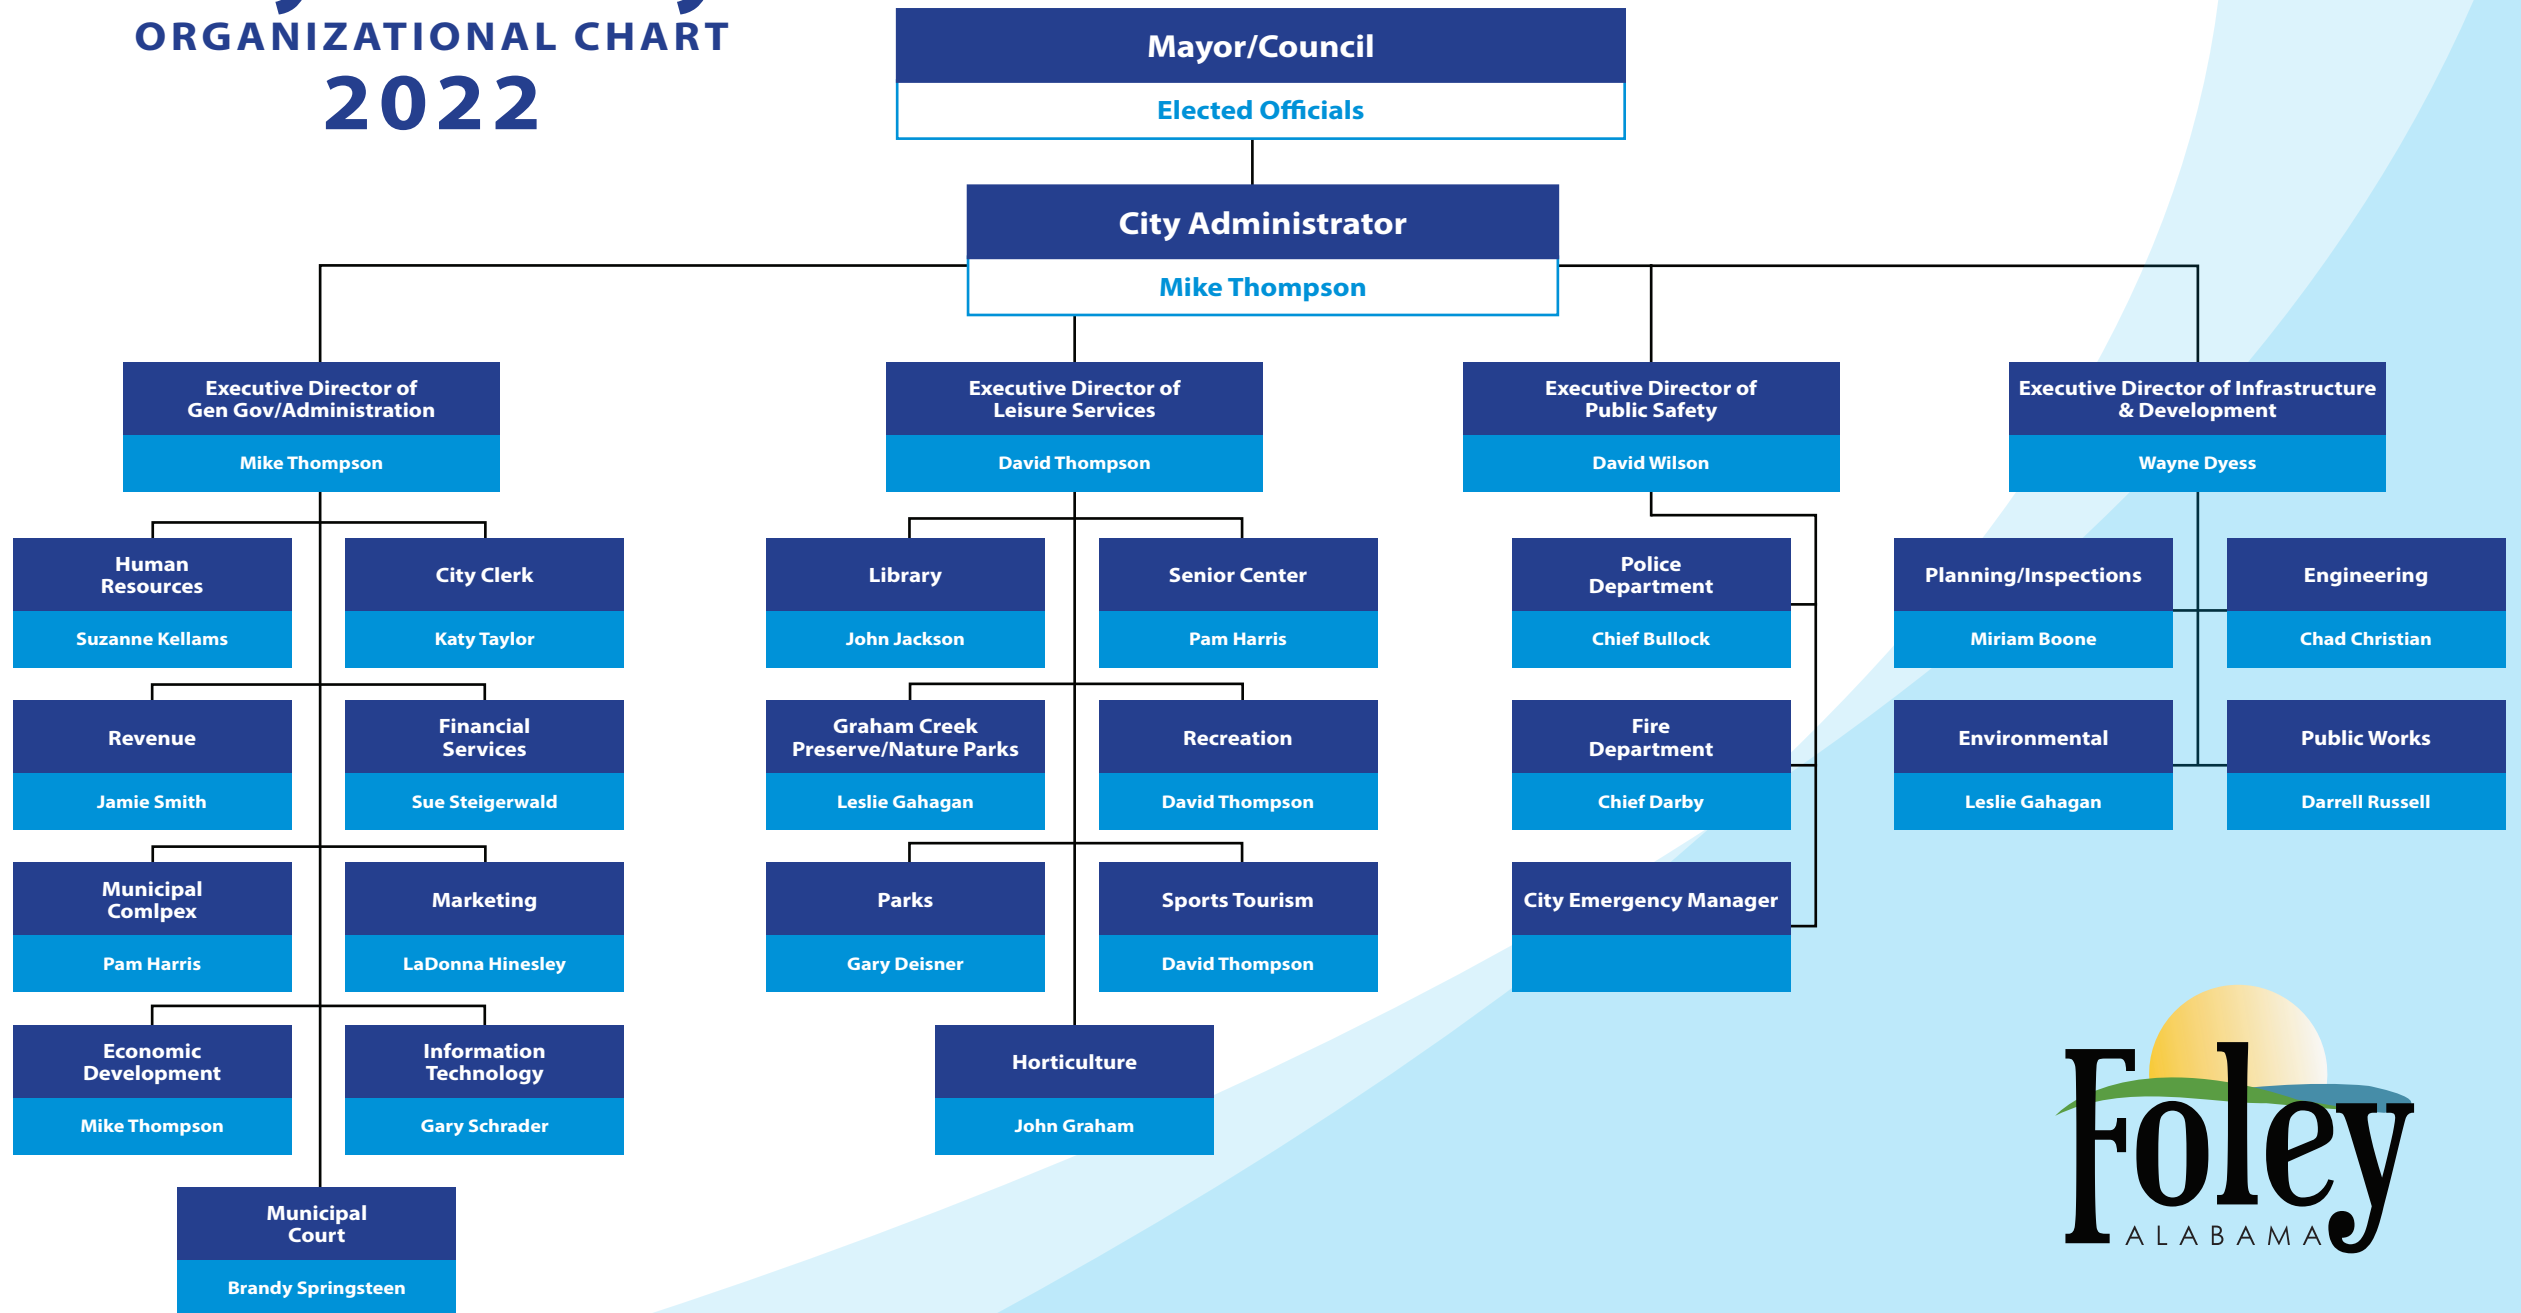 ORGANIZATIONAL CHART
2022
Mayor/Council
Elected Officials
City Administrator
Mike Thompson
Executive Director of
Gen Gov/Administration
Mike Thompson
Executive Director of
Leisure Services
David Thompson
Executive Director of
Public Safety
David Wilson
Executive Director of Infrastructure
& Development
Wayne Dyess
Human
Resources
Suzanne Kellams
City Clerk
Katy Taylor
Revenue
Jamie Smith
Financial
Services
Sue Steigerwald
Municipal
Comlpex
Pam Harris
Marketing
LaDonna Hinesley
Economic
Development
Mike Thompson
Information
Technology
Gary Schrader
Municipal
Court
Brandy Springsteen
Library
John Jackson
Senior Center
Pam Harris
Graham Creek
Preserve/Nature Parks
Leslie Gahagan
Recreation
David Thompson
Parks
Gary Deisner
Sports Tourism
David Thompson
Horticulture
John Graham
Police
Department
Chief Bullock
Fire
Department
Chief Darby
City Emergency Manager
Planning/Inspections
Miriam Boone
Engineering
Chad Christian
Environmental
Leslie Gahagan
Public Works
Darrell Russell
Foley
ALABAMA